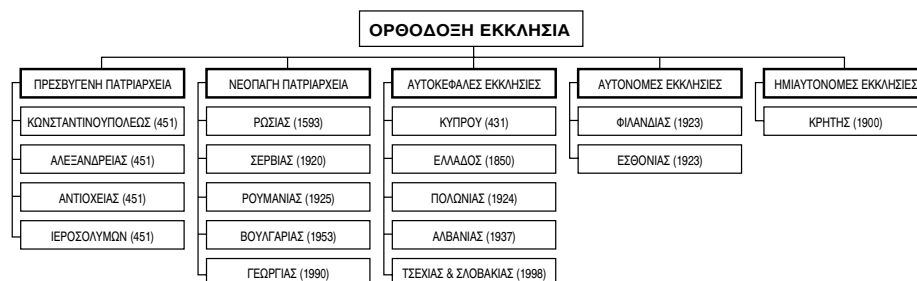 ΟΡΘΟΔΟΞΗ ΕΚΚΛΗΣΙΑ
ΠΡΕΣΒΥΓΕΝΗ ΠΑΤΡΙΑΡΧΕΙΑ
ΚΩΝΣΤΑΝΤΙΝΟΥΠΟΛΕΩΣ (451)
ΑΛΕΞΑΝΔΡΕΙΑΣ (451)
ΑΝΤΙΟΧΕΙΑΣ (451)
ΙΕΡΟΣΟΛΥΜΩΝ (451)
ΝΕΟΠΑΓΗ ΠΑΤΡΙΑΡΧΕΙΑ
ΡΩΣΙΑΣ (1593)
ΣΕΡΒΙΑΣ (1920)
ΡΟΥΜΑΝΙΑΣ (1925)
ΒΟΥΛΓΑΡΙΑΣ (1953)
ΓΕΩΡΓΙΑΣ (1990)
ΑΥΤΟΚΕΦΑΛΕΣ ΕΚΚΛΗΣΙΕΣ
ΚΥΠΡΟΥ (431)
ΕΛΛΑΔΟΣ (1850)
ΠΟΛΩΝΙΑΣ (1924)
ΑΛΒΑΝΙΑΣ (1937)
ΤΣΕΧΙΑΣ & ΣΛΟΒΑΚΙΑΣ (1998)
ΑΥΤΟΝΟΜΕΣ ΕΚΚΛΗΣΙΕΣ
ΦΙΛΑΝΔΙΑΣ (1923)
ΕΣΘΟΝΙΑΣ (1923)
ΗΜΙΑΥΤΟΝΟΜΕΣ ΕΚΚΛΗΣΙΕΣ
ΚΡΗΤΗΣ (1900)